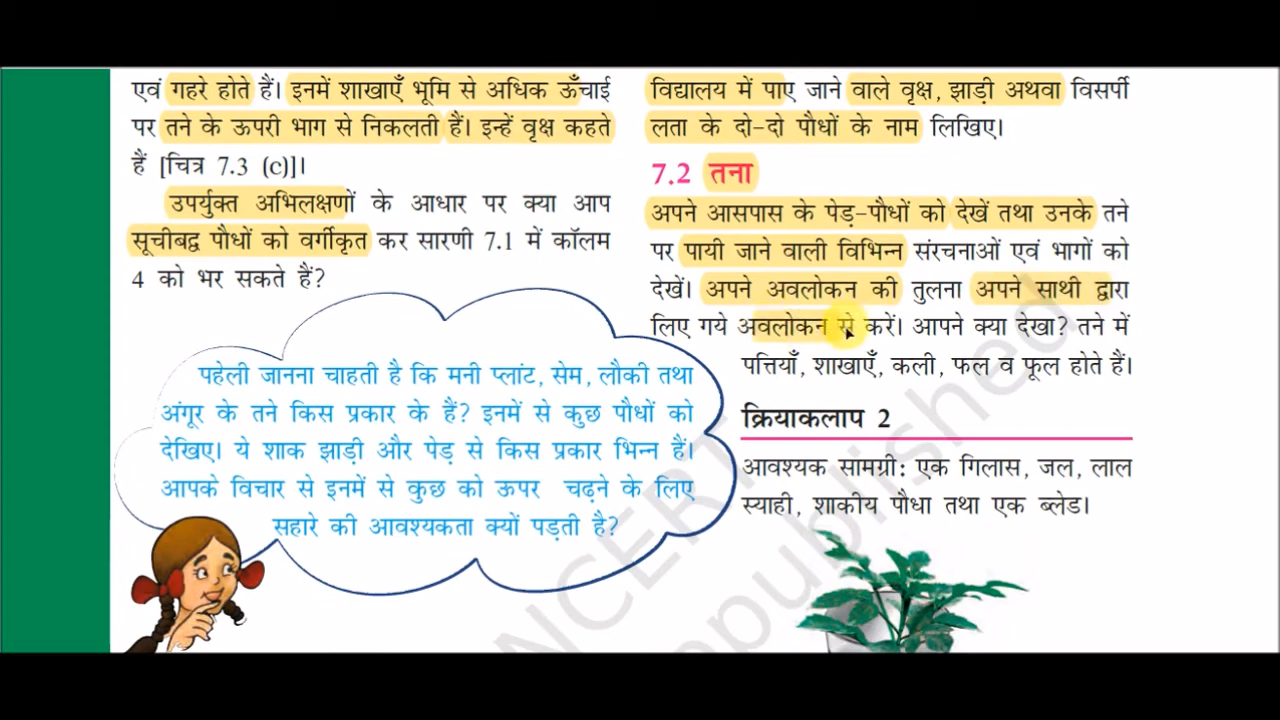 एवं गहरे होते हैं। इनमें शाखाएँ भूमि से अधिक ऊँचाई
पर तने के ऊपरी भाग से निकलती हैं। इन्हें वृक्ष कहते
हैं [चित्र 7.3 (c)]।
उपर्युक्त अभिलक्षणों के आधार पर क्या आप
सूचीबद्व पौधों को वर्गीकृत कर सारणी 7.1 में कॉलम
4 को भर सकते हैं?
पहेली जानना चाहती है कि मनी प्लांट, सेम, लौकी तथा
अंगूर के तने किस प्रकार के हैं? इनमें से कुछ पौधों को
देखिए। ये शाक झाड़ी और पेड़ से किस प्रकार भिन्न हैं।
आपके विचार से इनमें से कुछ को ऊपर चढ़ने के लिए
सहारे की आवश्यकता क्यों पड़ती है?
विद्यालय में पाए जाने वाले वृक्ष, झाड़ी अथवा विसर्पी
लता के दो-दो पौधों के नाम लिखिए।
7.2 तना
अपने आसपास के पेड़-पौधों को देखें तथा उनके तने
पर पायी जाने वाली विभिन्न संरचनाओं एवं भागों को
देखें। अपने अवलोकन की तुलना अपने साथी द्वारा
लिए गये अवलोकन से करें। आपने क्या देखा? तने में
पत्तियाँ, शाखाएँ, कली, फल व फूल होते हैं।
क्रियाकलाप 2
आवश्यक सामग्री: एक गिलास, जल, लाल
स्याही, शाकीय पौधा तथा एक ब्लेड।
NCERT
republished